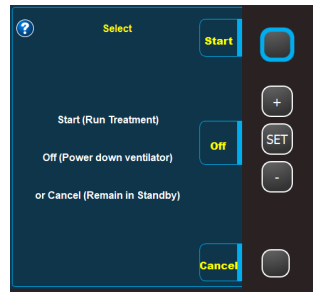 ? Select
Start
Start (Run Treatment)
Off (Power down ventilator)
or Cancel (Remain in Standby)
Off
Cancel
+
SET
-